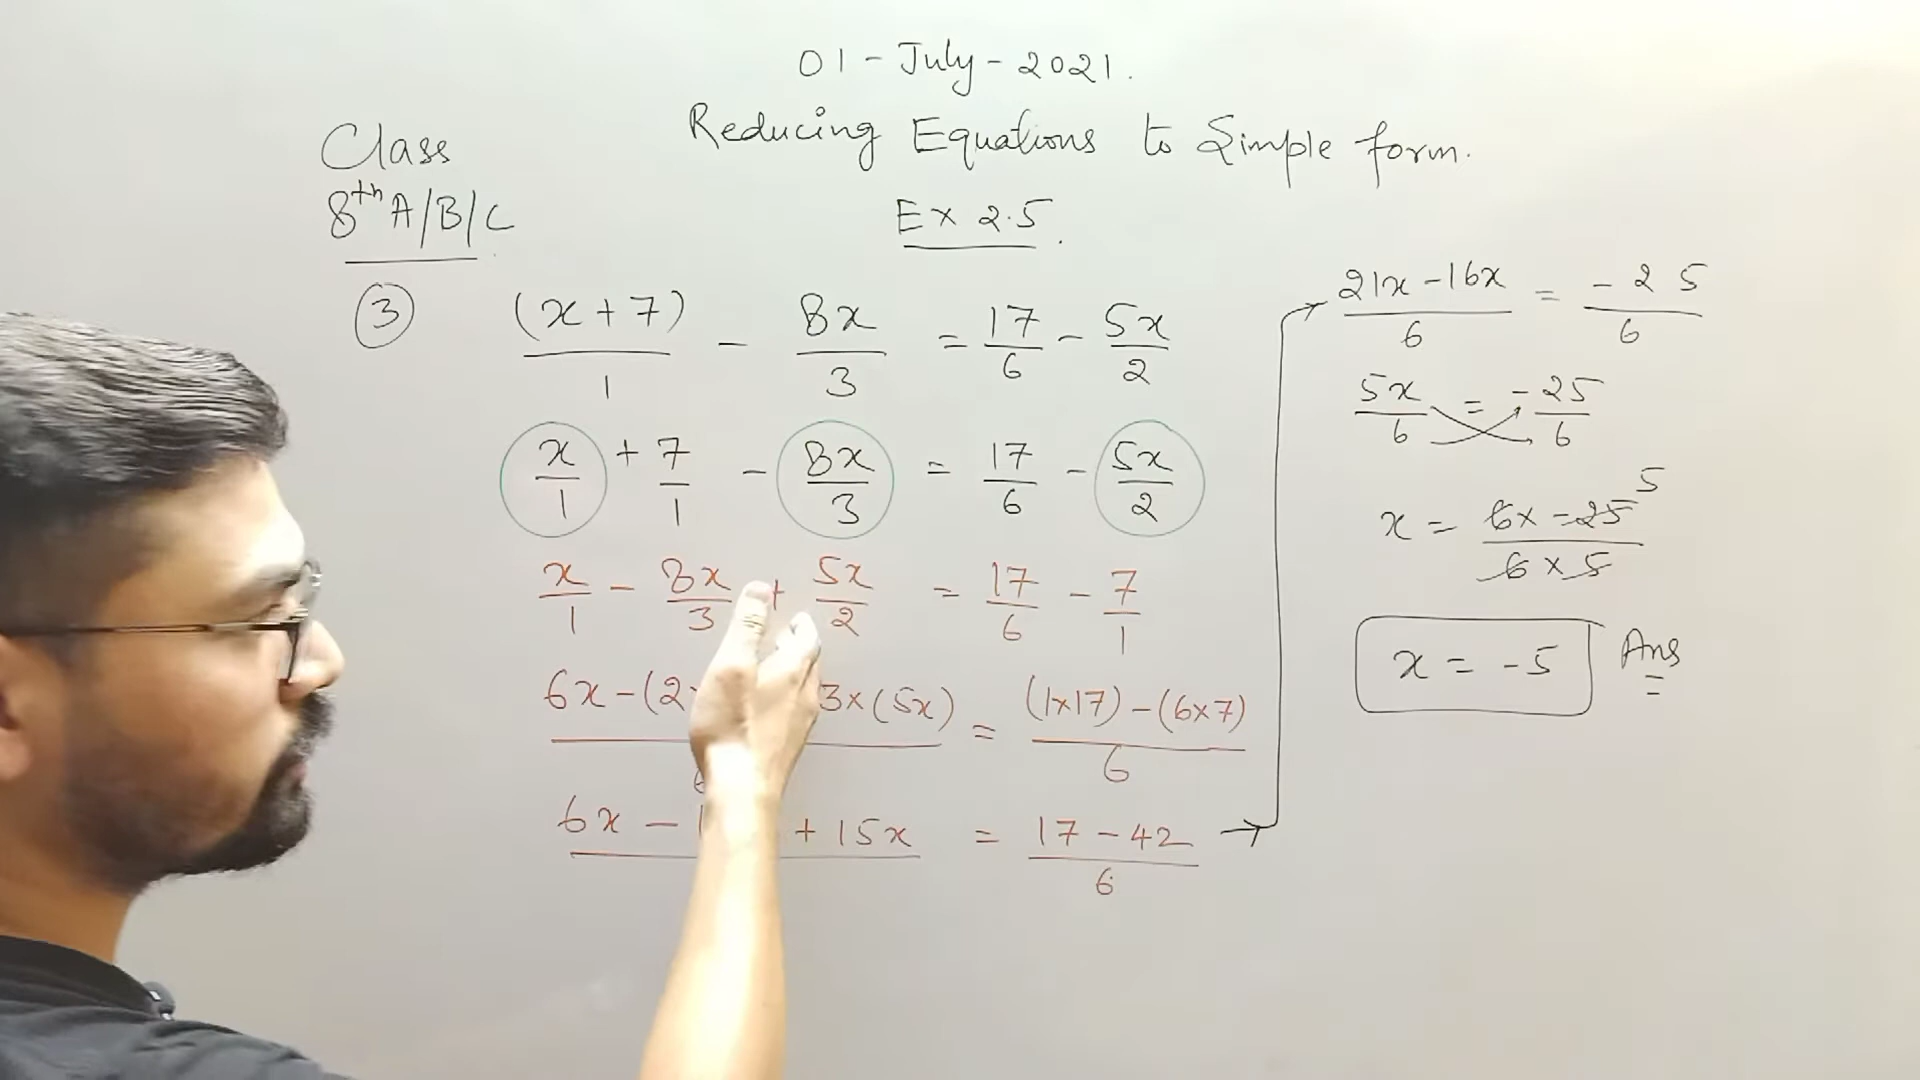 01-July-2021.
Reducing Equations to Simple form.
Class
8th A/B/C
Ex 2.5.
③ (x+7)/1 - 8x/3 = 17/6 - 5x/2
x/1 + 7/1 - 8x/3 = 17/6 - 5x/2
x/1 - 8x/3 + 5x/2 = 17/6 - 7/1
6x-(2 3×(5x) = (1×17)-(6×7)/6
6x - + 15x = 17-42/6
21x-16x/6 = -25/6
5x/6 = -25/6
x = 6×-25/6×5 5
x = -5 Ans